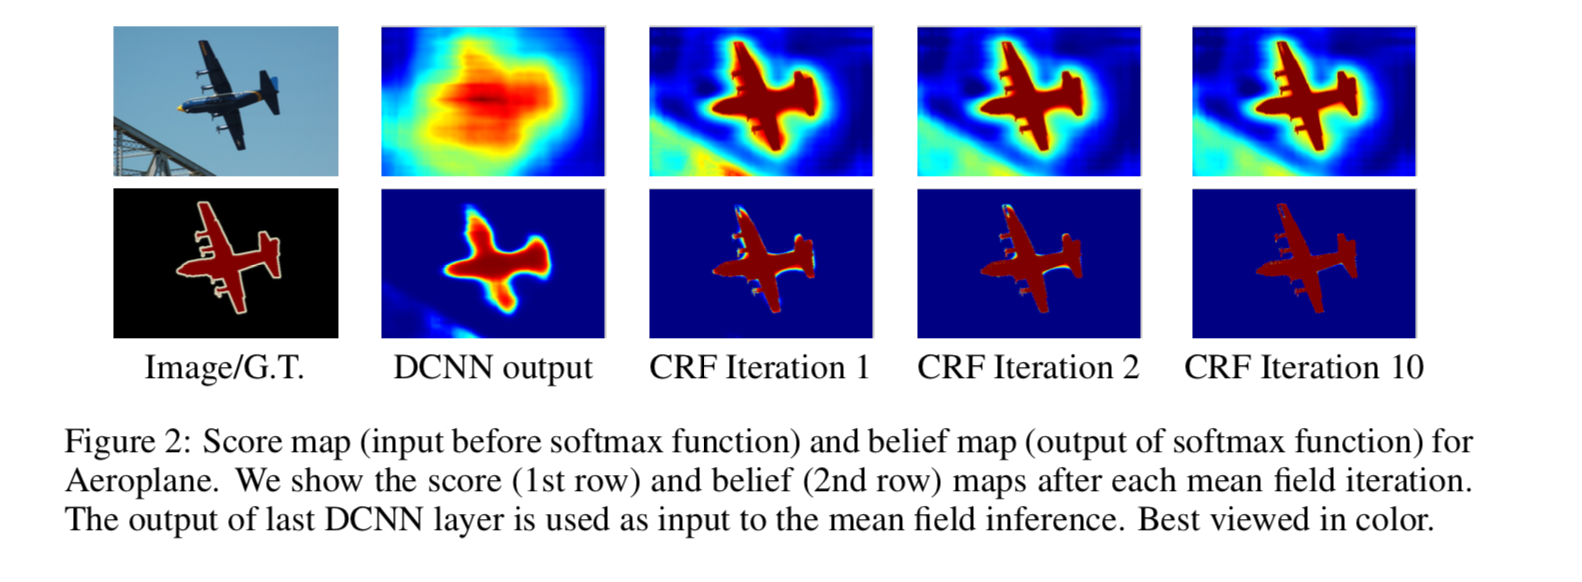 Image/G.T.
DCNN output
CRF Iteration 1
CRF Iteration 2
CRF Iteration 10
Figure 2: Score map (input before softmax function) and belief map (output of softmax function) for
Aeroplane. We show the score (1st row) and belief (2nd row) maps after each mean field iteration.
The output of last DCNN layer is used as input to the mean field inference. Best viewed in color.